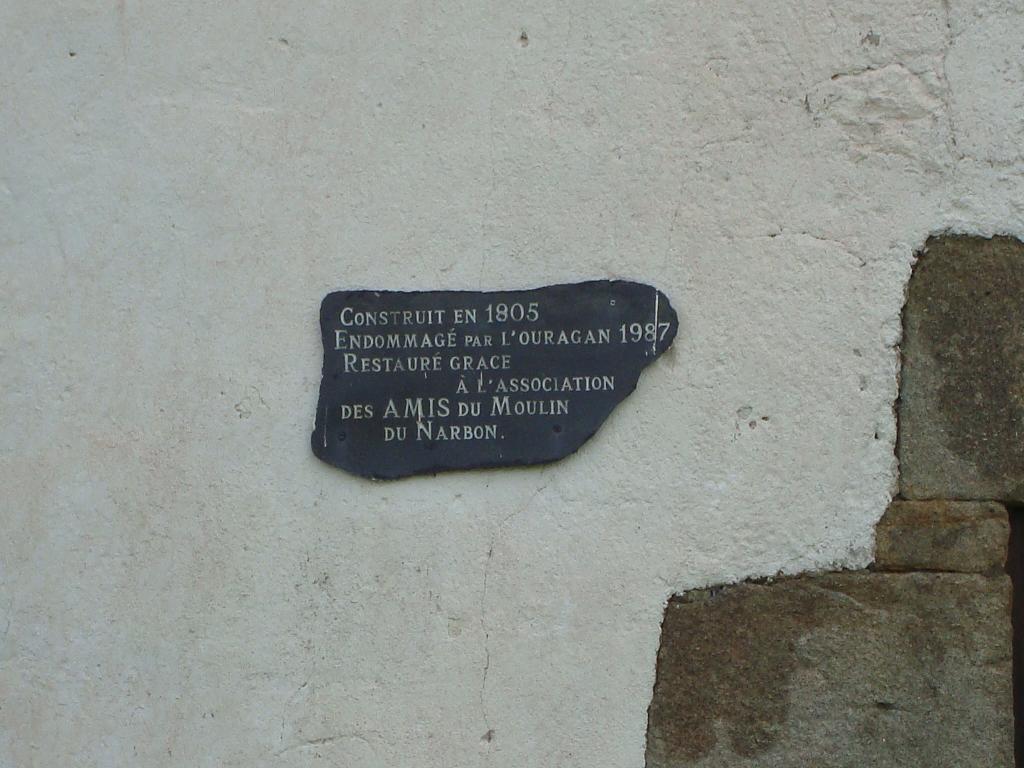 CONSTRUIT EN 1805
ENDOMMAGÉ PAR L'OURAGAN 1987
RESTAURÉ GRACE
À L'ASSOCIATION
DES AMIS DU MOULIN
DU NARBON.